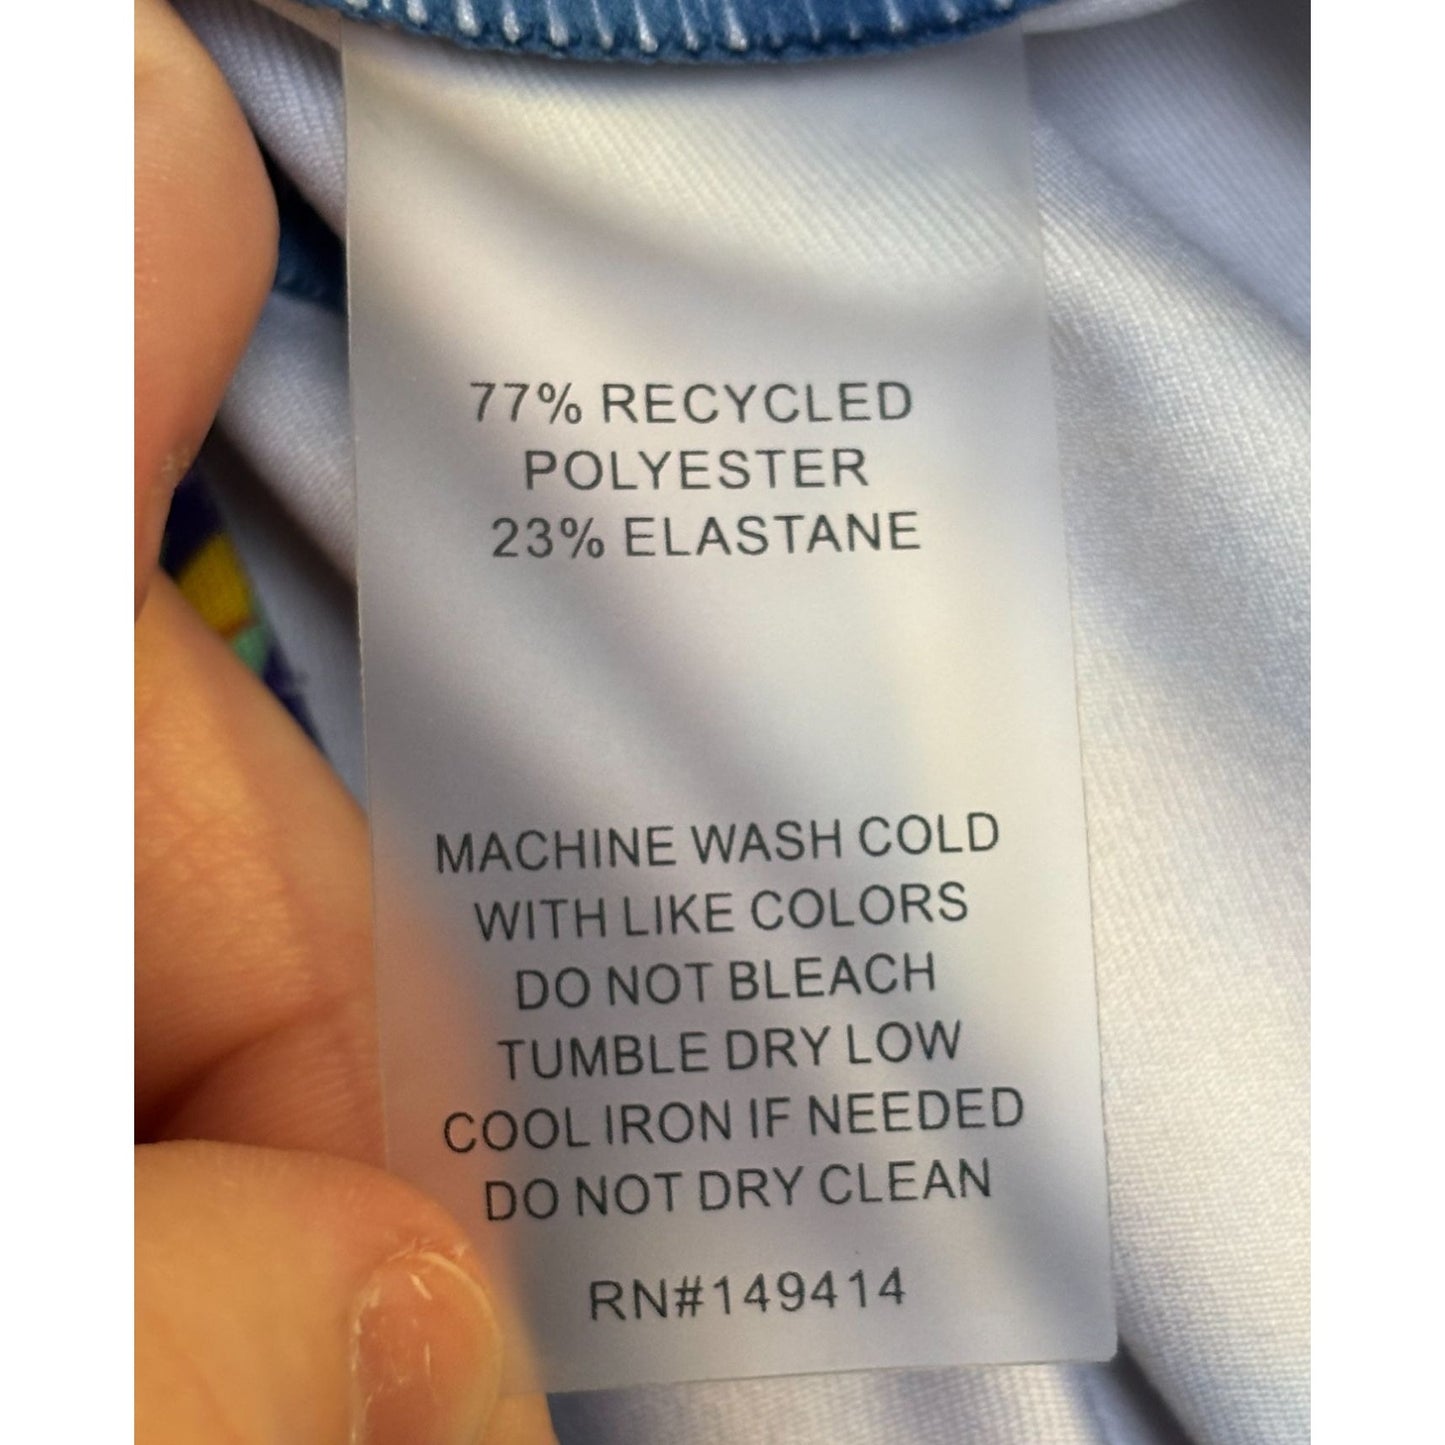 77% RECYCLED
POLYESTER
23% ELASTANE
MACHINE WASH COLD
WITH LIKE COLORS
DO NOT BLEACH
TUMBLE DRY LOW
COOL IRON IF NEEDED
DO NOT DRY CLEAN
RN#149414